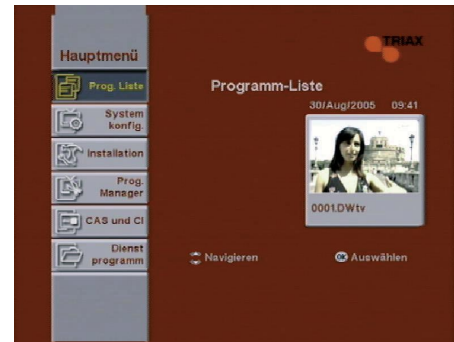 TRIAX
Hauptmenü
Prog. Liste
System
konfig.
Installation
Prog.
Manager
CAS und CI
Dienst
programm
Programm-Liste
30/Aug/2005 09:41
0001.DWtv
Navigieren
OK Auswählen